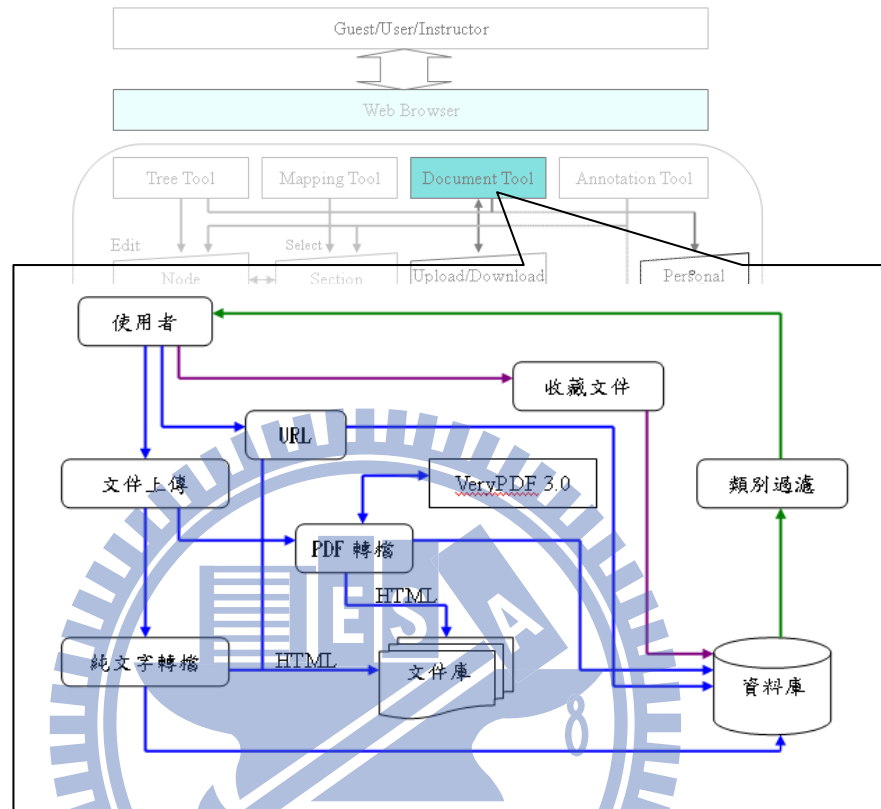 Guest/User/Instructor
Web Browser
Tree Tool
Mapping Tool
Document Tool
Annotation Tool
Edit
Select
Node
Section
Upload/Download
Personal
使用者
收藏文件
URL
文件上傳
VeryPDF 3.0
類別過濾
PDF 轉檔
HTML
純文字轉檔
HTML
文件庫
資料庫
E S A
8